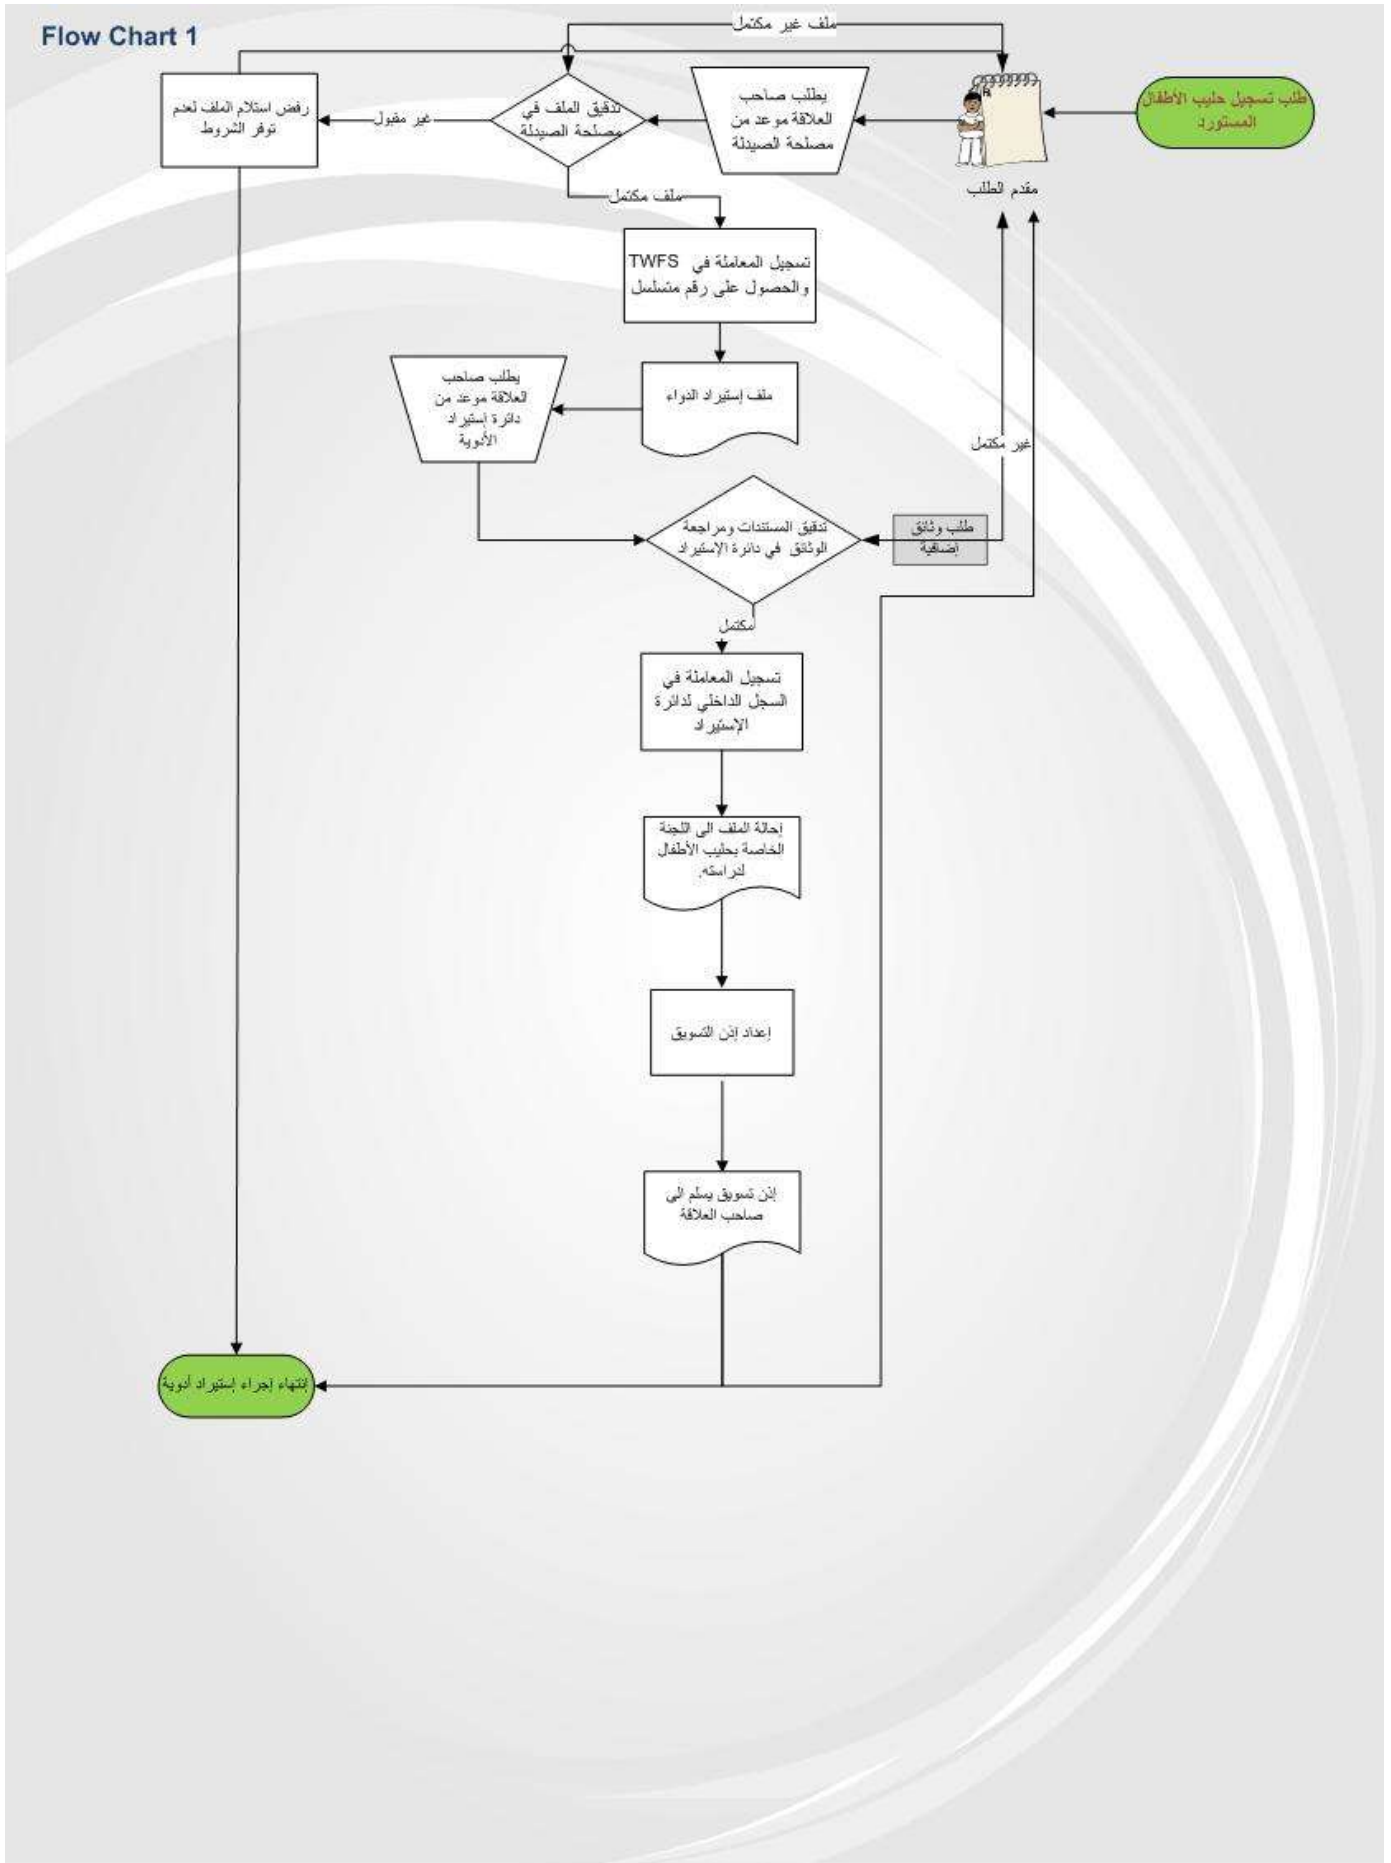 Flow Chart 1
ملف غير مكتمل
طلب تسجيل حليب الأطفال
المستورد
مقدم الطلب
يطلب صاحب
العلاقة موعد من
مصلحة الصيدلة
تدقيق الملف في
مصلحة الصيدلة
غير مقبول
رفض استلام الملف لعدم
توفر الشروط
ملف مكتمل
تسجيل المعاملة في TWFS
والحصول على رقم متسلسل
ملف إستيراد الدواء
يطلب صاحب
العلاقة موعد من
دائرة إستيراد
الأدوية
غير مكتمل
تدقيق المستندات ومراجعة
الوثائق في دائرة الإستيراد
طلب وثائق
إضافية
مكتمل
تسجيل المعاملة في
السجل الداخلي لدائرة
الإستيراد
إحالة الملف الى اللجنة
الخاصة بحليب الأطفال
لدراسته.
إعداد إذن التسويق
إذن تسويق يسلم الى
صاحب العلاقة
إنتهاء إجراء إستيراد أدوية